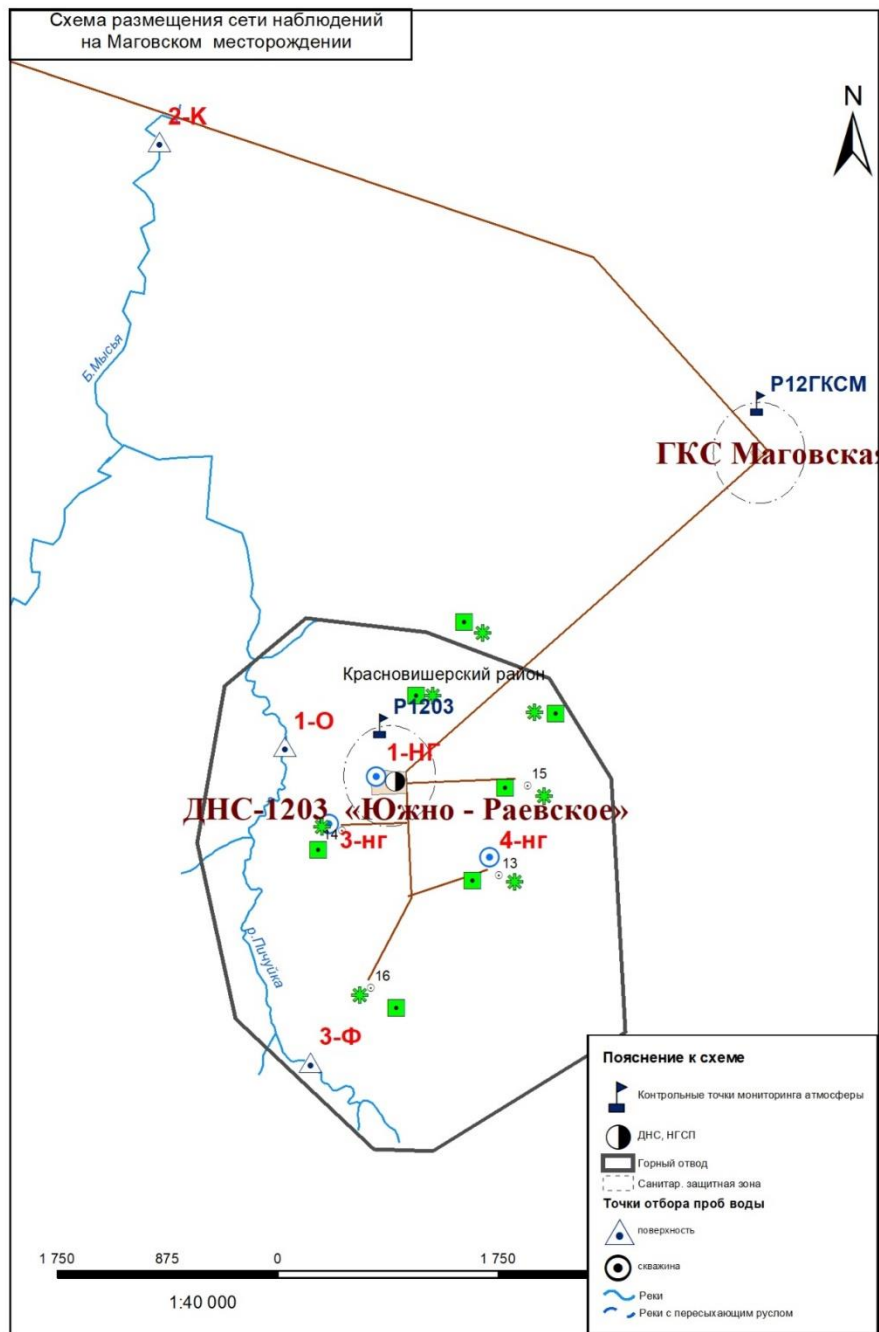 Схема размещения сети наблюдений
на Маговском месторождении
N
2-К
Б.Мысья
Р12ГКСМ
ГКС Маговская
Красновишерский район
Р1203
1-О
1-НГ
15
ДНС-1203 «Южно - Раевское»
14
3-нг
4-нг
13
р.Пичуйка
16
3-Ф
Пояснение к схеме
Контрольные точки мониторинга атмосферы
ДНС, НГСП
Горный отвод
Санитар. защитная зона
Точки отбора проб воды
поверхность
скважина
Реки
Реки с пересыхающим руслом
1 750 875 0 1 750
1:40 000